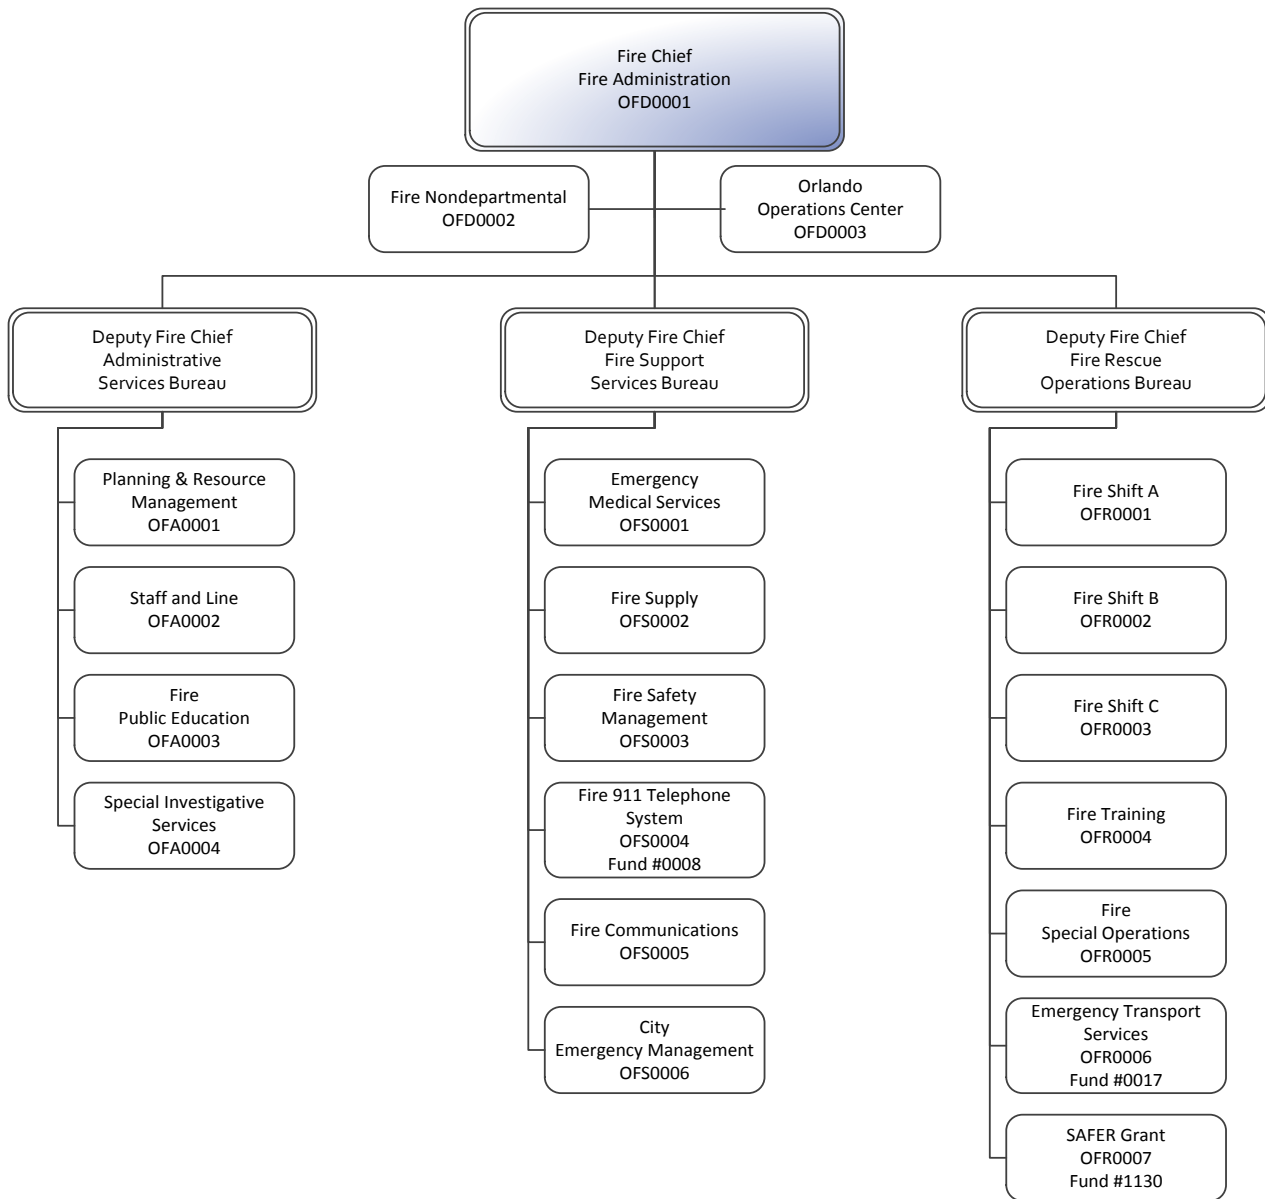 Fire Chief
Fire Administration
OFD0001
Fire Nondepartmental
OFD0002
Orlando
Operations Center
OFD0003
Deputy Fire Chief
Administrative
Services Bureau
Deputy Fire Chief
Fire Support
Services Bureau
Deputy Fire Chief
Fire Rescue
Operations Bureau
Planning & Resource
Management
OFA0001
Staff and Line
OFA0002
Fire
Public Education
OFA0003
Special Investigative
Services
OFA0004
Emergency
Medical Services
OFS0001
Fire Supply
OFS0002
Fire Safety
Management
OFS0003
Fire 911 Telephone
System
OFS0004
Fund #0008
Fire Communications
OFS0005
City
Emergency Management
OFS0006
Fire Shift A
OFR0001
Fire Shift B
OFR0002
Fire Shift C
OFR0003
Fire Training
OFR0004
Fire
Special Operations
OFR0005
Emergency Transport
Services
OFR0006
Fund #0017
SAFER Grant
OFR0007
Fund #1130